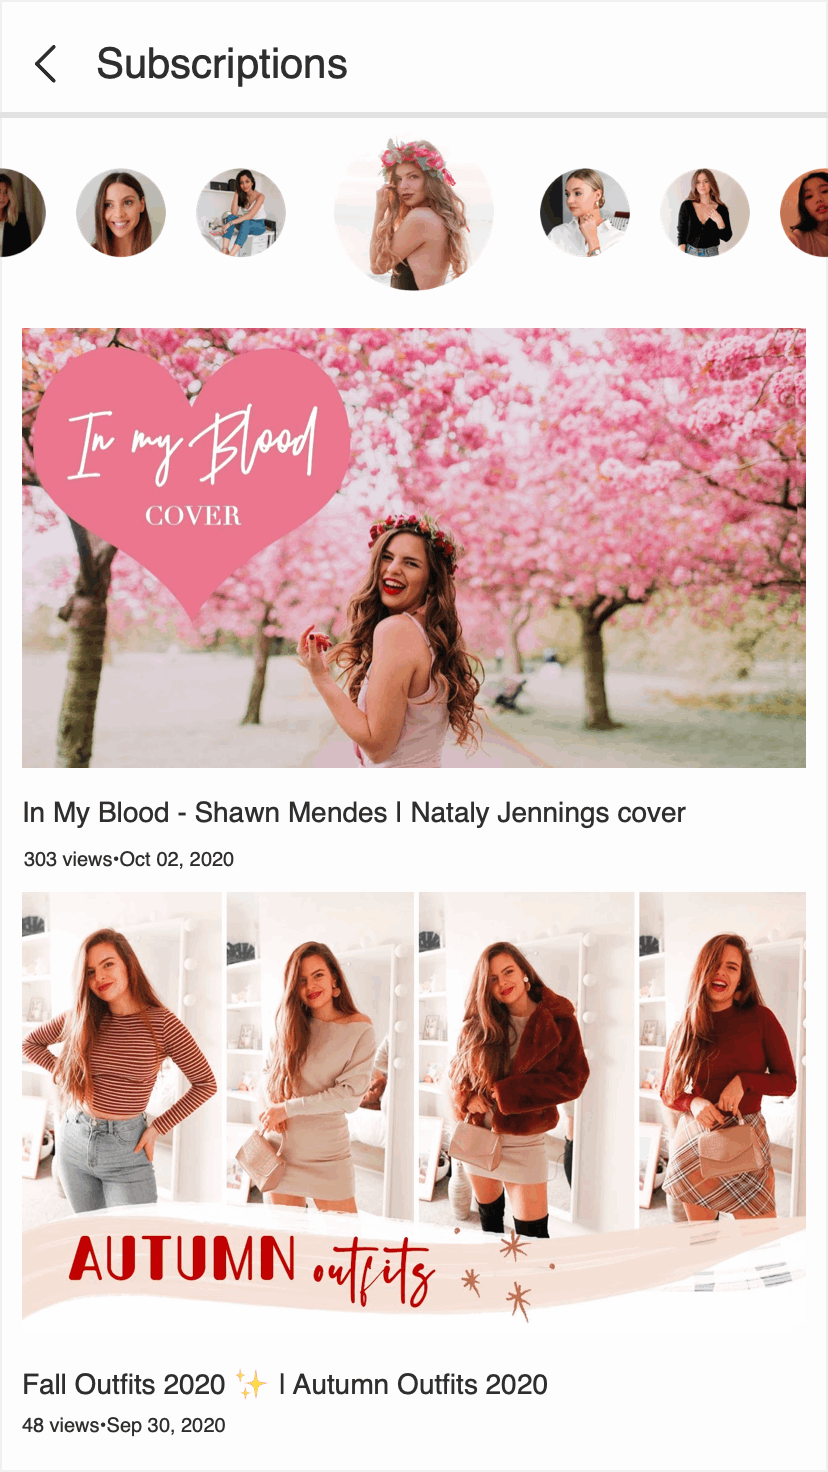 Subscriptions
In my Blood
COVER
In My Blood - Shawn Mendes | Nataly Jennings cover
303 views•Oct 02, 2020
AUTUMN outfits
Fall Outfits 2020 ✨ | Autumn Outfits 2020
48 views•Sep 30, 2020